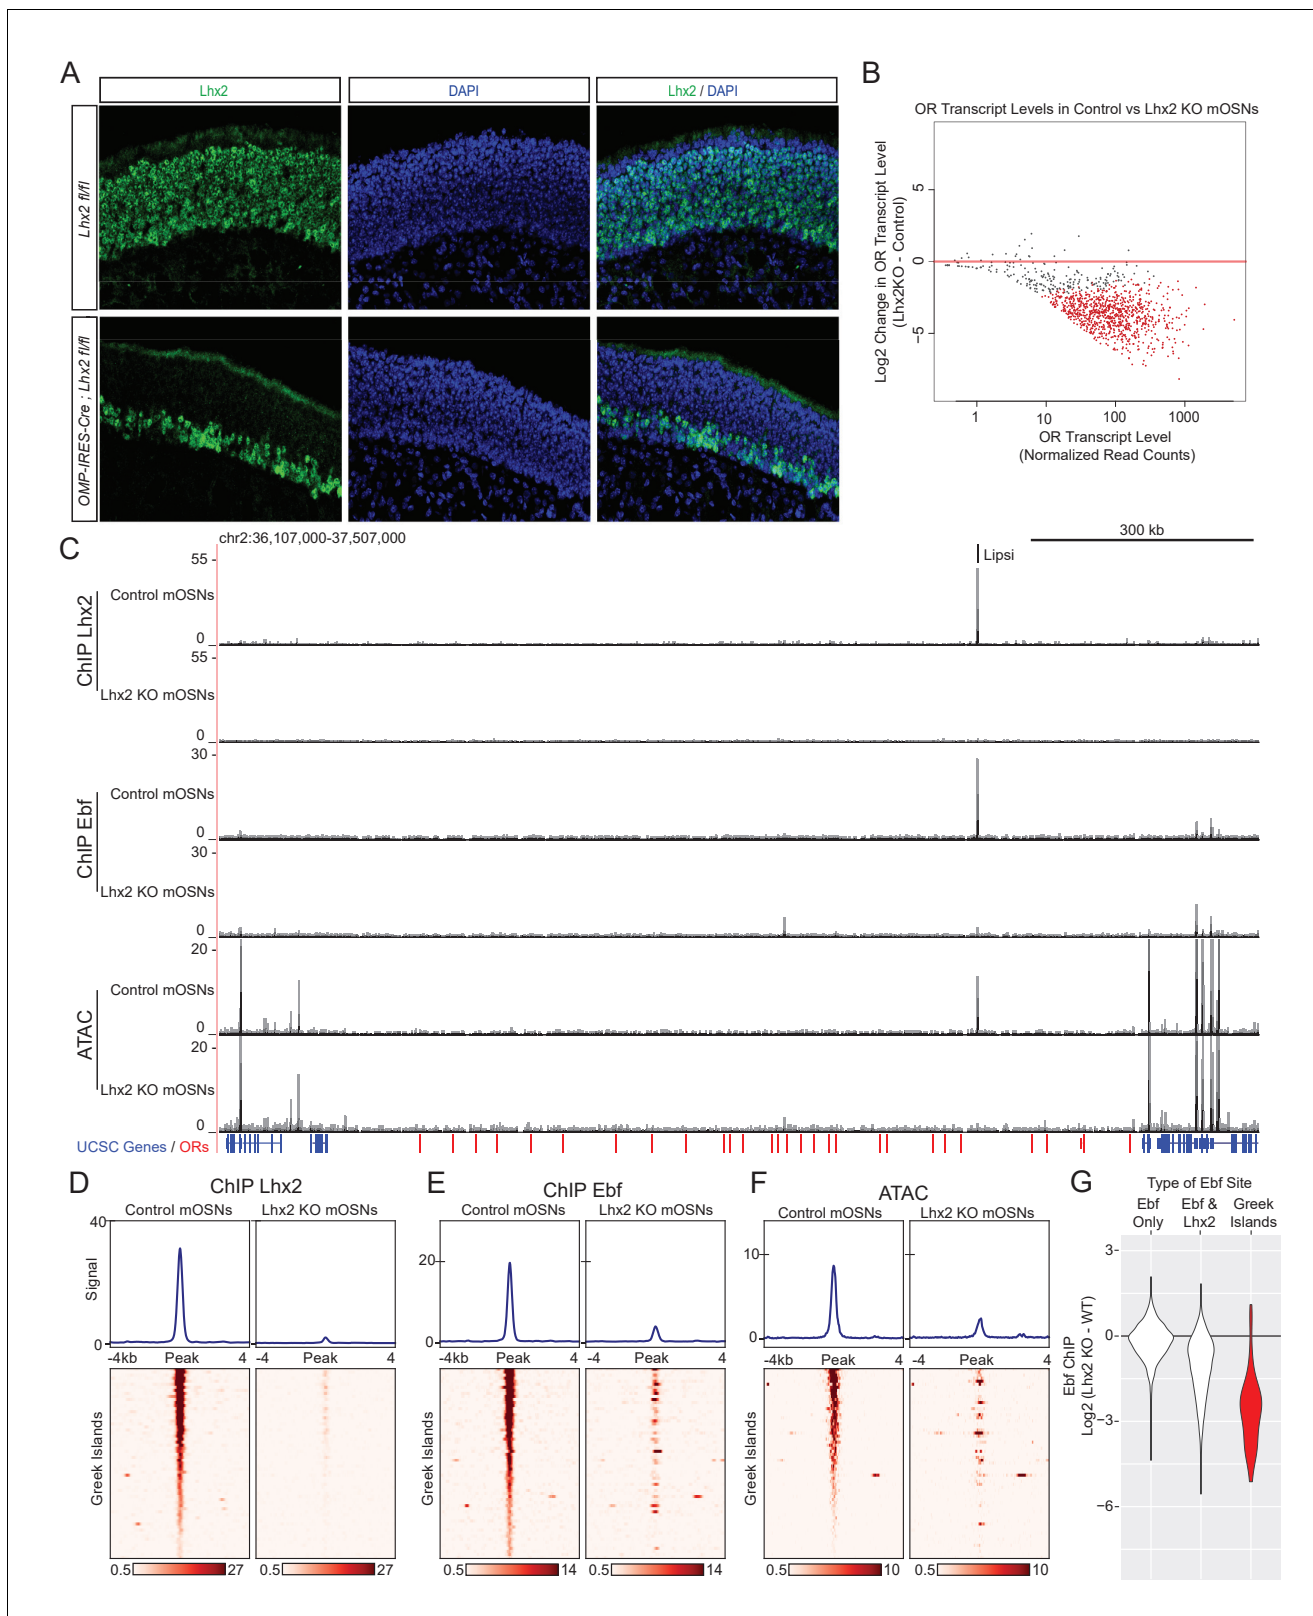 A
Lhx2
DAPI
Lhx2 / DAPI
Lhx2 fl/fl
OMP-IRES-Cre ; Lhx2 fl/fl
B
OR Transcript Levels in Control vs Lhx2 KO mOSNs
Log2 Change in OR Transcript Level
(Lhx2KO - Control)
5
0
−5
1
10
100
1000
OR Transcript Level
(Normalized Read Counts)
C
chr2:36,107,000-37,507,000
300 kb
Lipsi
ChIP Lhx2
55
Control mOSNs
0
55
Lhx2 KO mOSNs
0
ChIP Ebf
30
Control mOSNs
0
30
Lhx2 KO mOSNs
0
ATAC
20
Control mOSNs
0
20
Lhx2 KO mOSNs
0
UCSC Genes / ORs
D
ChIP Lhx2
Control mOSNs
Lhx2 KO mOSNs
Signal
40
0
-4kb
Peak
4
-4
Peak
4
Greek Islands
0.5
27
0.5
27
E
ChIP Ebf
Control mOSNs
Lhx2 KO mOSNs
20
0
-4kb
Peak
4
-4
Peak
4
Greek Islands
0.5
14
0.5
14
F
ATAC
Control mOSNs
Lhx2 KO mOSNs
10
0
-4kb
Peak
4
-4
Peak
4
Greek Islands
0.5
10
0.5
10
G
Type of Ebf Site
Ebf
Only
Ebf &
Lhx2
Greek
Islands
Ebf ChIP
Log2 (Lhx2 KO - WT)
3
0
−3
−6